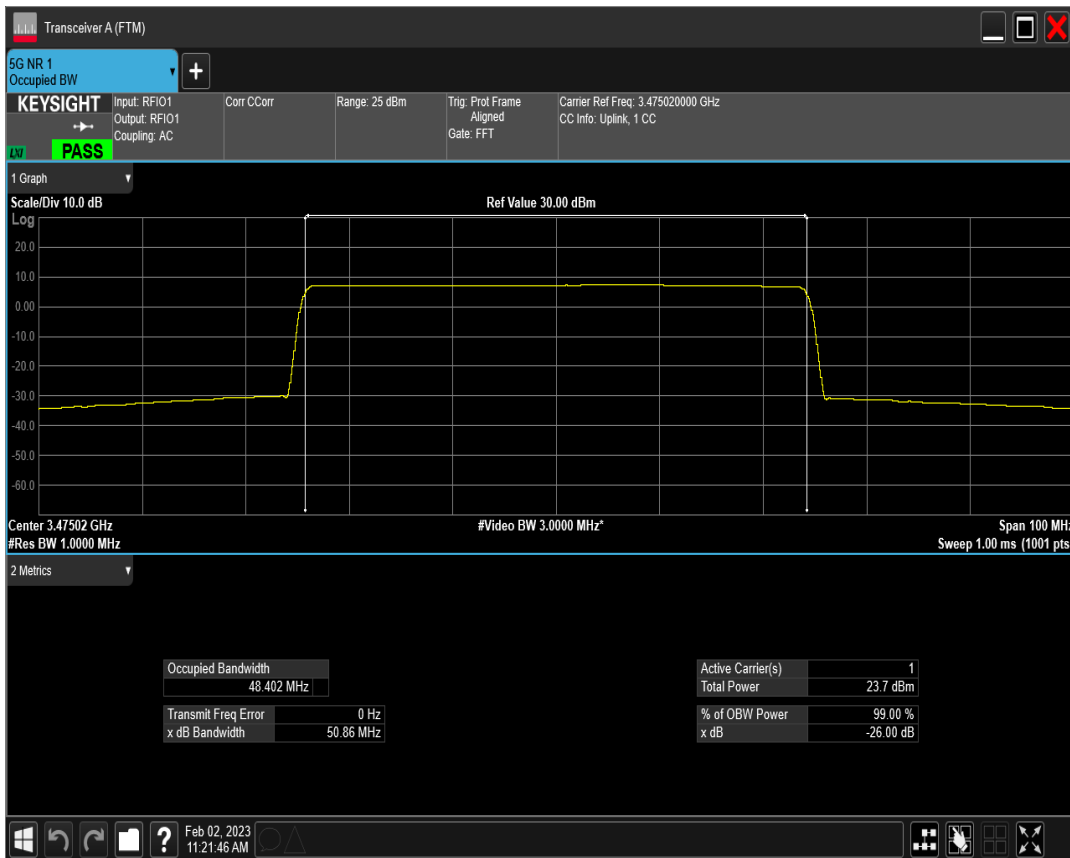 Transceiver A (FTM)
5G NR 1
Occupied BW
+
KEYSIGHT
LXI
PASS
Input: RFIO1
Output: RFIO1
Coupling: AC
Corr CCorr
Range: 25 dBm
Trig: Prot Frame
Aligned
Gate: FFT
Carrier Ref Freq: 3.475020000 GHz
CC Info: Uplink, 1 CC
1 Graph
Scale/Div 10.0 dB
Ref Value 30.00 dBm
Log
20.0
10.0
0.00
-10.0
-20.0
-30.0
-40.0
-50.0
-60.0
Center 3.47502 GHz
#Video BW 3.0000 MHz*
Span 100 MHz
#Res BW 1.0000 MHz
Sweep 1.00 ms (1001 pts
2 Metrics
Occupied Bandwidth
48.402 MHz
Transmit Freq Error 0 Hz
x dB Bandwidth 50.86 MHz
Active Carrier(s) 1
Total Power 23.7 dBm
% of OBW Power 99.00 %
x dB -26.00 dB
?
Feb 02, 2023
11:21:46 AM